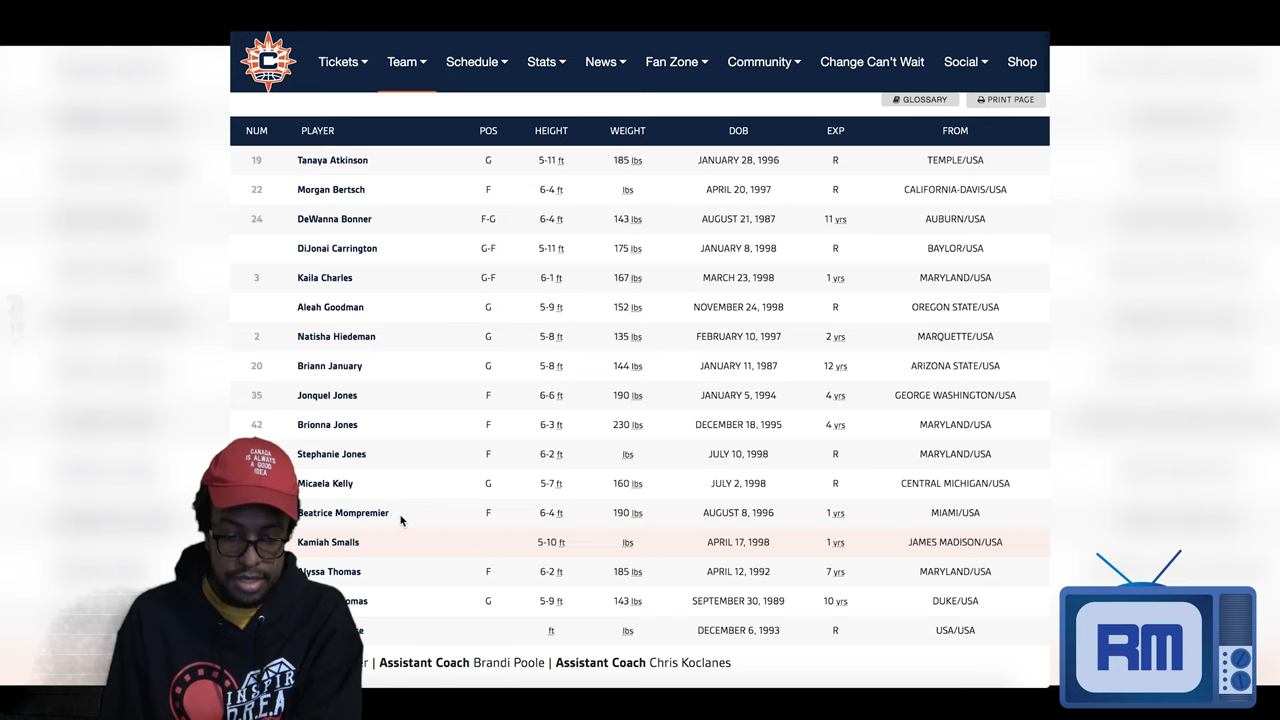 C Tickets Team Schedule Stats News Fan Zone Community Change Can't Wait Social Shop
GLOSSARY PRINT PAGE
NUM PLAYER POS HEIGHT WEIGHT DOB EXP FROM
19 Tanaya Atkinson G 5-11 ft 185 lbs JANUARY 28, 1996 R TEMPLE/USA
22 Morgan Bertsch F 6-4 ft lbs APRIL 20, 1997 R CALIFORNIA-DAVIS/USA
24 DeWanna Bonner F-G 6-4 ft 143 lbs AUGUST 21, 1987 11 yrs AUBURN/USA
DiJonai Carrington G-F 5-11 ft 175 lbs JANUARY 8, 1998 R BAYLOR/USA
3 Kaila Charles G-F 6-1 ft 167 lbs MARCH 23, 1998 1 yrs MARYLAND/USA
Aleah Goodman G 5-9 ft 152 lbs NOVEMBER 24, 1998 R OREGON STATE/USA
2 Natisha Hiedeman G 5-8 ft 135 lbs FEBRUARY 10, 1997 2 yrs MARQUETTE/USA
20 Briann January G 5-8 ft 144 lbs JANUARY 11, 1987 12 yrs ARIZONA STATE/USA
35 Jonquel Jones F 6-6 ft 190 lbs JANUARY 5, 1994 4 yrs GEORGE WASHINGTON/USA
42 Brionna Jones F 6-3 ft 230 lbs DECEMBER 18, 1995 4 yrs MARYLAND/USA
Stephanie Jones F 6-2 ft lbs JULY 10, 1998 R MARYLAND/USA
Micaela Kelly G 5-7 ft 160 lbs JULY 2, 1998 R CENTRAL MICHIGAN/USA
Beatrice Mompremier F 6-4 ft 190 lbs AUGUST 8, 1996 1 yrs MIAMI/USA
Kamiah Smalls 5-10 ft lbs APRIL 17, 1998 1 yrs JAMES MADISON/USA
lyssa Thomas F 6-2 ft 185 lbs APRIL 12, 1992 7 yrs MARYLAND/USA
omas G 5-9 ft 143 lbs SEPTEMBER 30, 1989 10 yrs DUKE/USA
ft lbs DECEMBER 6, 1993 R USA/USA
r | Assistant Coach Brandi Poole | Assistant Coach Chris Koclanes
CANADA
IS ALWAYS
A GOOD
IDEA
INSPIR
D.R.E.A
RM